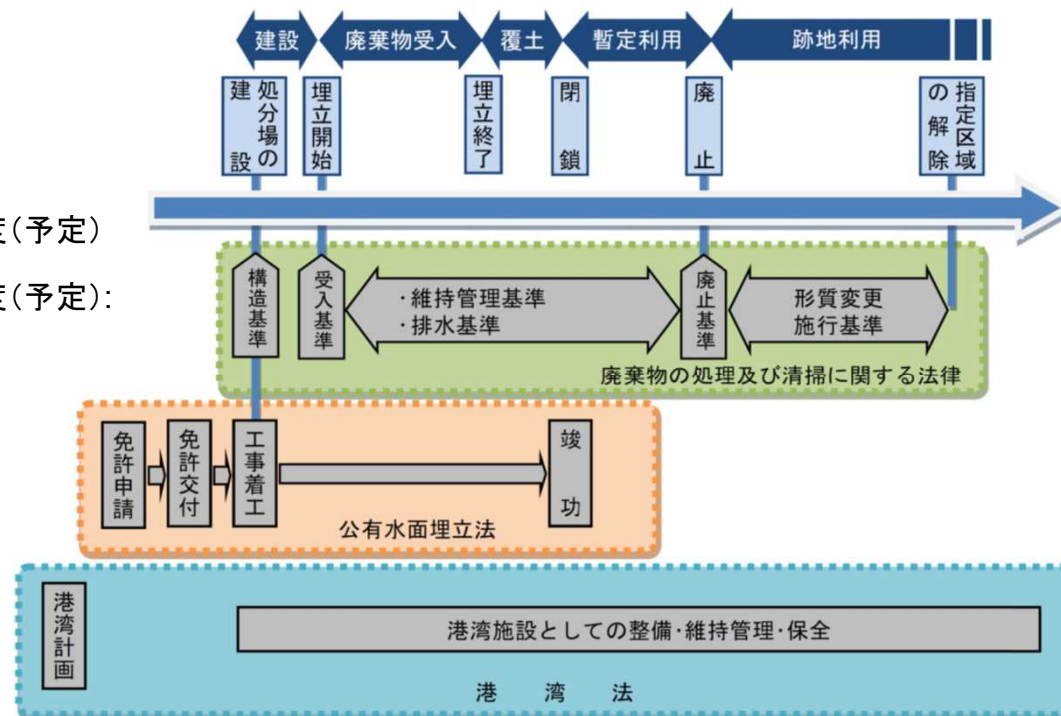 建設
廃棄物受入
覆土
暫定利用
跡地利用
処分場の
建設
埋立開始
埋立終了
閉鎖
廃止
指定区域
の解除
度(予定)
度(予定):
構造基準
受入基準
・維持管理基準
・排水基準
廃止基準
形質変更
施行基準
廃棄物の処理及び清掃に関する法律
免許申請
免許交付
工事着工
竣功
公有水面埋立法
港湾計画
港湾施設としての整備・維持管理・保全
港湾法